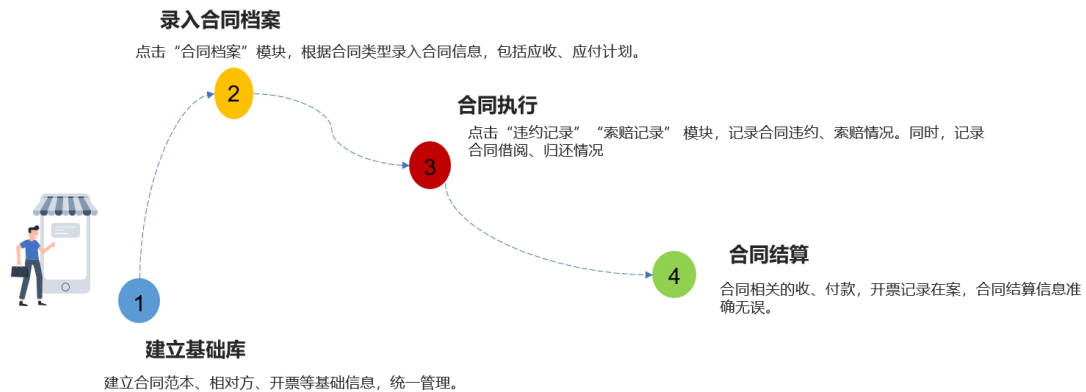 录入合同档案
点击“合同档案”模块，根据合同类型录入合同信息，包括应收、应付计划。
2
合同执行
点击“违约记录”“索赔记录” 模块，记录合同违约、索赔情况。同时，记录
合同借阅、归还情况
3
合同结算
4
合同相关的收、付款，开票记录在案，合同结算信息准
确无误。
1
建立基础库
建立合同范本、相对方、开票等基础信息，统一管理。